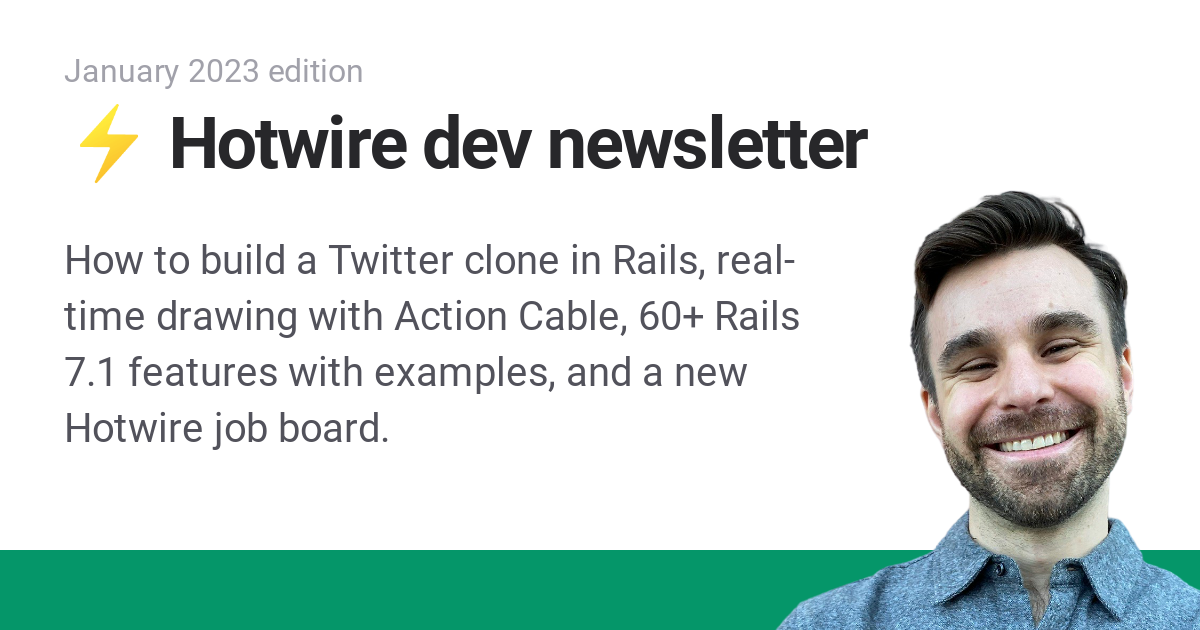 January 2023 edition
⚡ Hotwire dev newsletter
How to build a Twitter clone in Rails, real-
time drawing with Action Cable, 60+ Rails
7.1 features with examples, and a new
Hotwire job board.